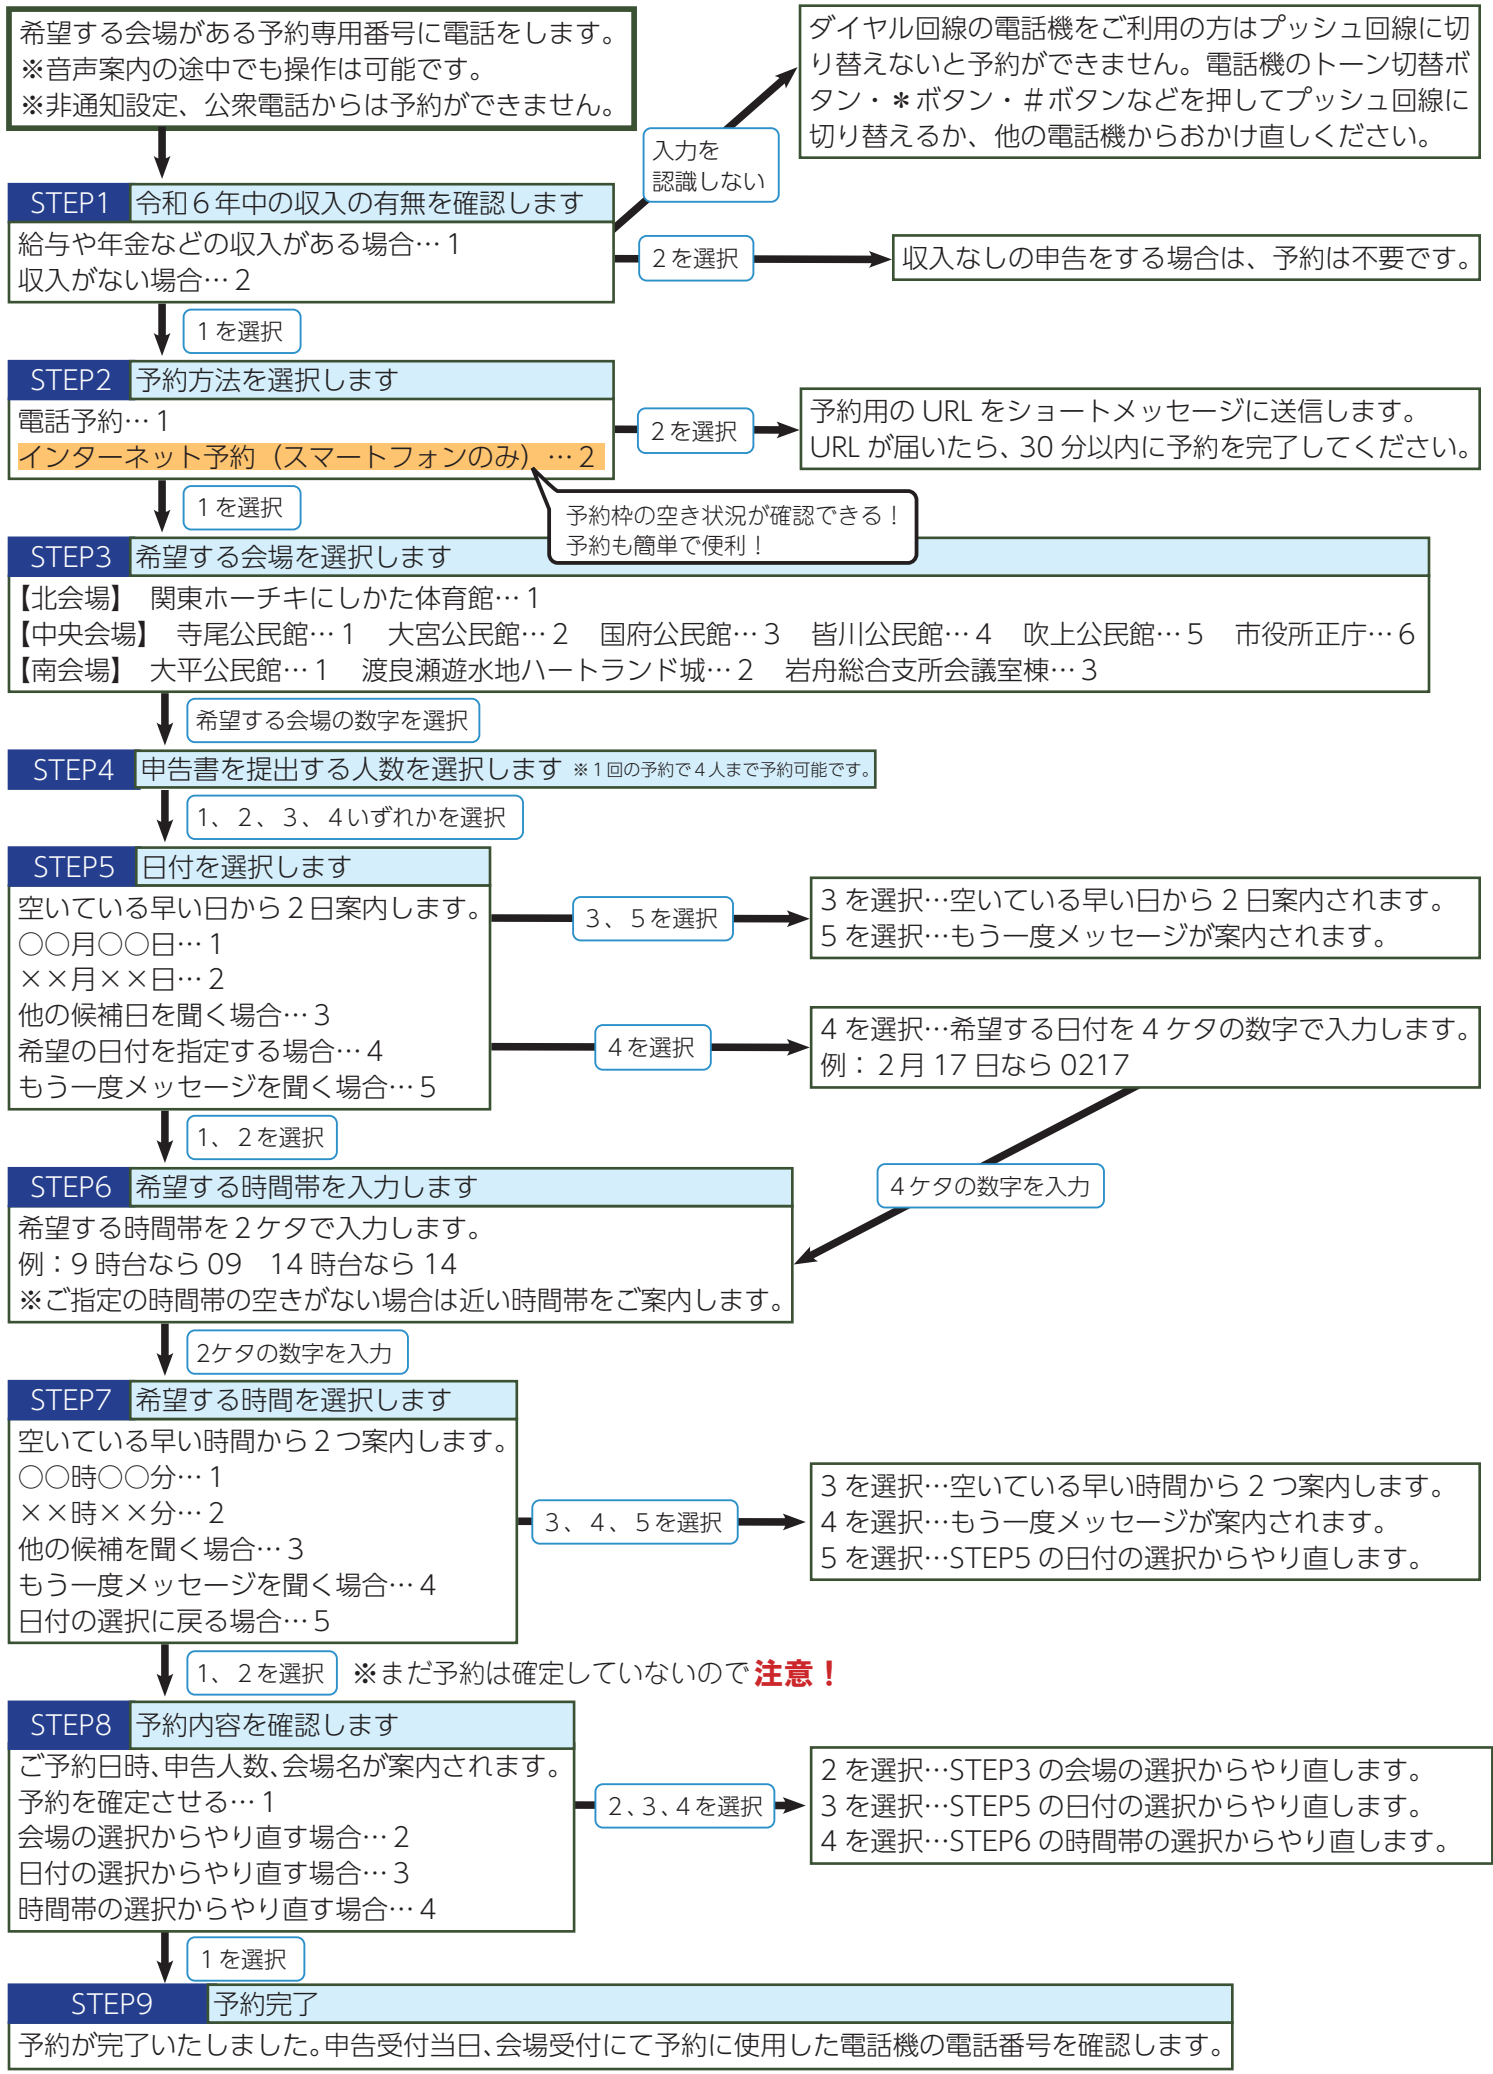 希望する会場がある予約専用番号に電話をします。
※音声案内の途中でも操作は可能です。
※非通知設定、公衆電話からは予約ができません。
ダイヤル回線の電話機をご利用の方はプッシュ回線に切
り替えないと予約ができません。電話機のトーン切替ボ
タン・＊ボタン・＃ボタンなどを押してプッシュ回線に
切り替えるか、他の電話機からおかけ直しください。
入力を
認識しない
STEP1 令和６年中の収入の有無を確認します
給与や年金などの収入がある場合…１
収入がない場合…２
２を選択
収入なしの申告をする場合は、予約は不要です。
１を選択
STEP2 予約方法を選択します
電話予約…１
インターネット予約（スマートフォンのみ）…２
２を選択
予約用の URL をショートメッセージに送信します。
URL が届いたら、30 分以内に予約を完了してください。
１を選択
予約枠の空き状況が確認できる！
予約も簡単で便利！
STEP3 希望する会場を選択します
【北会場】 関東ホーチキにしかた体育館…１
【中央会場】 寺尾公民館…１ 大宮公民館…２ 国府公民館…３ 皆川公民館…４ 吹上公民館…５ 市役所正庁…６
【南会場】 大平公民館…１ 渡良瀬遊水地ハートランド城…２ 岩舟総合支所会議室棟…３
希望する会場の数字を選択
STEP4 申告書を提出する人数を選択します ※１回の予約で４人まで予約可能です。
１、２、３、４いずれかを選択
STEP5 日付を選択します
空いている早い日から２日案内します。
○○月○○日…１
××月××日…２
他の候補日を聞く場合…３
希望の日付を指定する場合…４
もう一度メッセージを聞く場合…５
３、５を選択
3 を選択…空いている早い日から 2 日案内されます。
5 を選択…もう一度メッセージが案内されます。
４を選択
4 を選択…希望する日付を 4 ケタの数字で入力します。
例：２月 17 日なら 0217
１、２を選択
４ケタの数字を入力
STEP6 希望する時間帯を入力します
希望する時間帯を２ケタで入力します。
例：9 時台なら 09 14 時台なら 14
※ご指定の時間帯の空きがない場合は近い時間帯をご案内します。
2ケタの数字を入力
STEP7 希望する時間を選択します
空いている早い時間から２つ案内します。
○○時○○分…１
××時××分…２
他の候補を聞く場合…３
もう一度メッセージを聞く場合…４
日付の選択に戻る場合…５
３、４、５を選択
3 を選択…空いている早い時間から 2 つ案内します。
4 を選択…もう一度メッセージが案内されます。
5 を選択…STEP5 の日付の選択からやり直します。
１、２を選択 ※まだ予約は確定していないので注意！
STEP8 予約内容を確認します
ご予約日時、申告人数、会場名が案内されます。
予約を確定させる…１
会場の選択からやり直す場合…２
日付の選択からやり直す場合…３
時間帯の選択からやり直す場合…４
２、３、４を選択
2 を選択…STEP3 の会場の選択からやり直します。
3 を選択…STEP5 の日付の選択からやり直します。
4 を選択…STEP6 の時間帯の選択からやり直します。
１を選択
STEP9 予約完了
予約が完了いたしました。申告受付当日、会場受付にて予約に使用した電話機の電話番号を確認します。